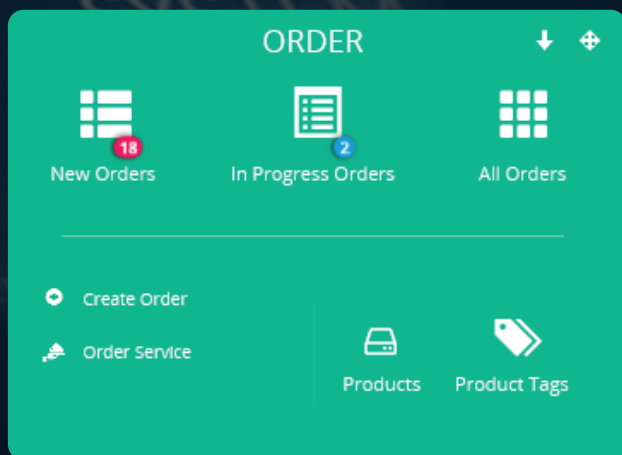 ORDER
18
2
New Orders
In Progress Orders
All Orders
Create Order
Order Service
Products
Product Tags